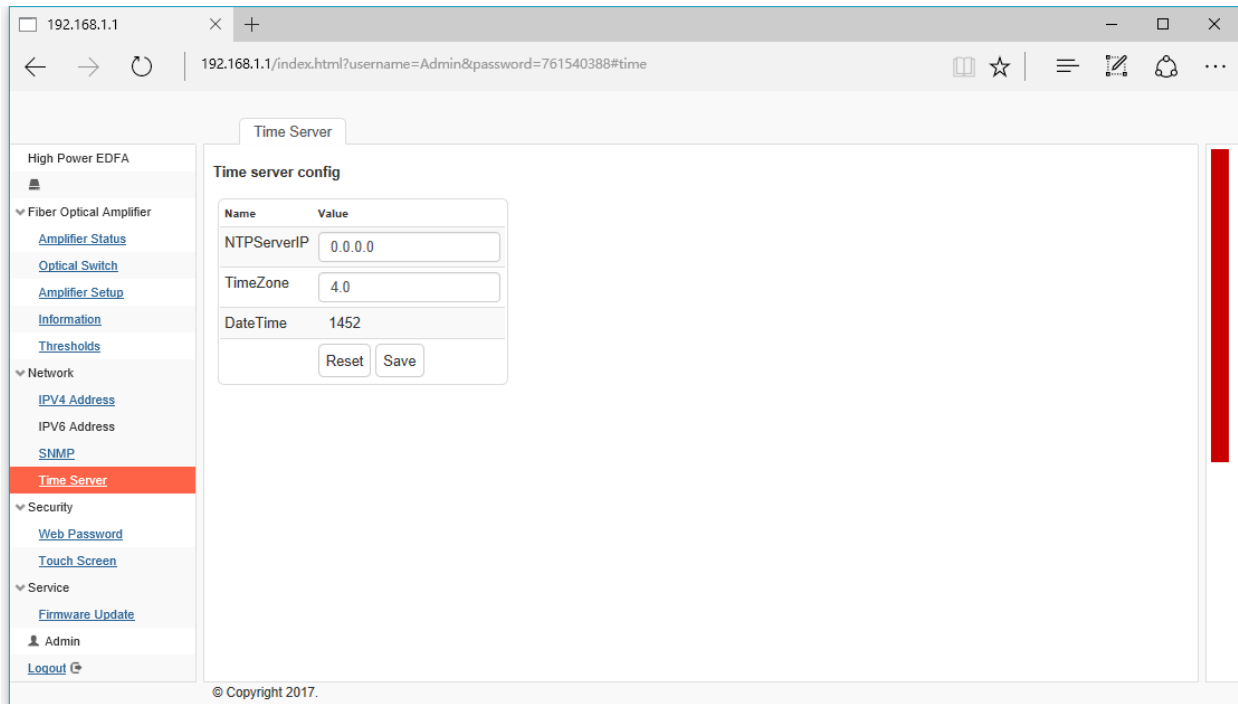 192.168.1.1
192.168.1.1/index.html?username=Admin&password=761540388#time
Time Server
High Power EDFA
Fiber Optical Amplifier
Amplifier Status
Optical Switch
Amplifier Setup
Information
Thresholds
Network
IPV4 Address
IPV6 Address
SNMP
Time Server
Security
Web Password
Touch Screen
Service
Firmware Update
Admin
Logout
Time server config
Name Value
NTPServerIP 0.0.0.0
TimeZone 4.0
DateTime 1452
Reset Save
© Copyright 2017.